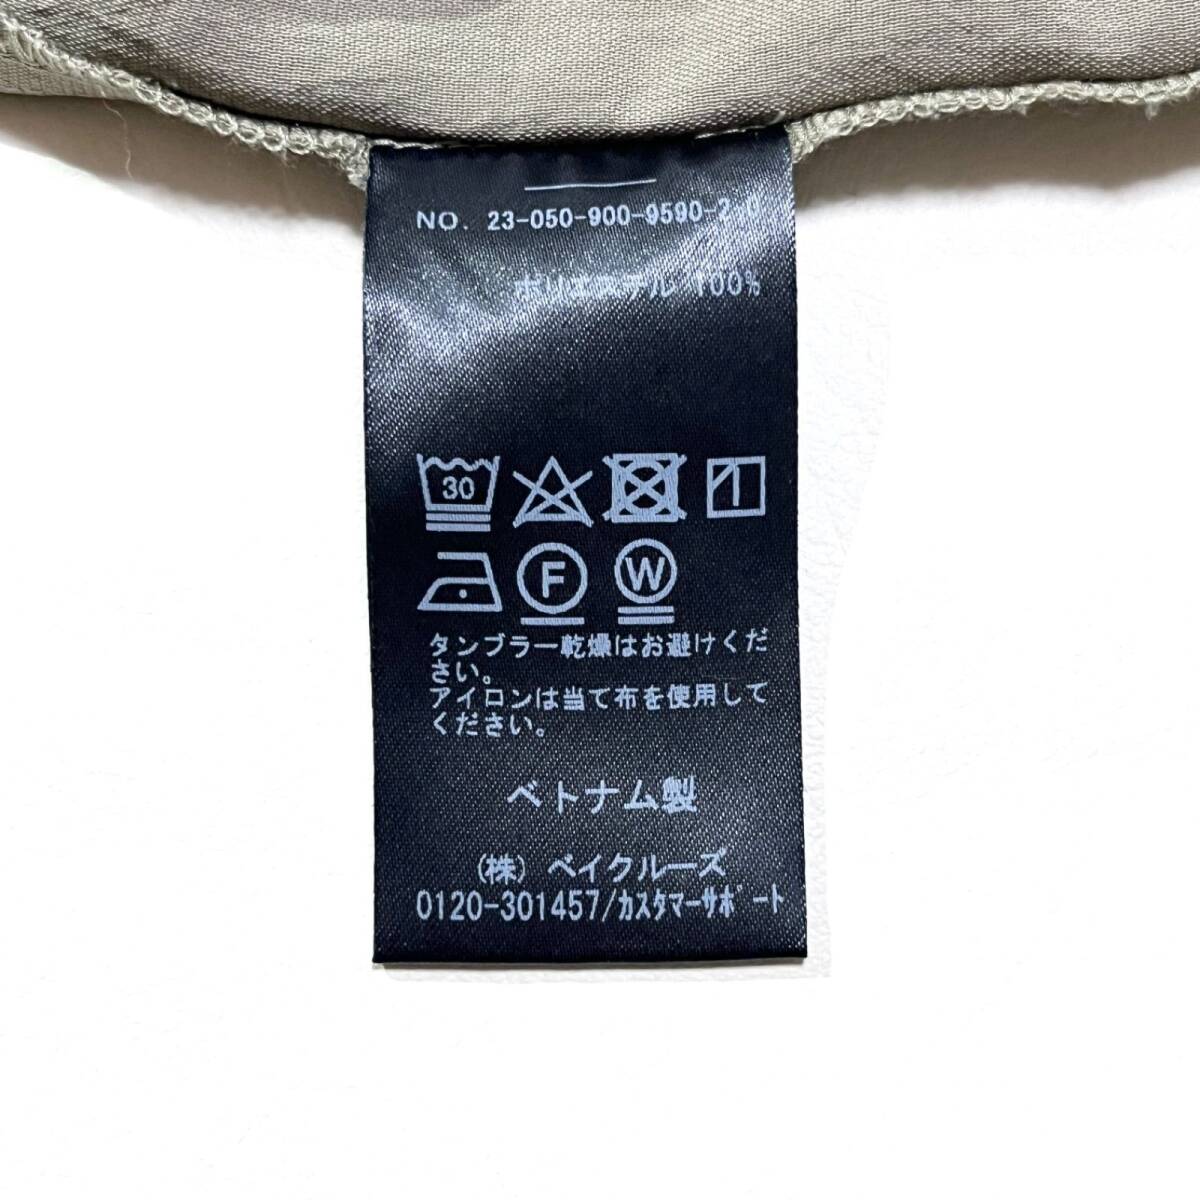 NO. 23-050-900-9590-2-0
ポリエステル 100%
30
F W
タンブラー乾燥はお避けくだ
さい。
アイロンは当て布を使用して
ください。
ベトナム製
(株) ベイクルーズ
0120-301457/ｶｽﾀﾏｰｻﾎﾟｰﾄ